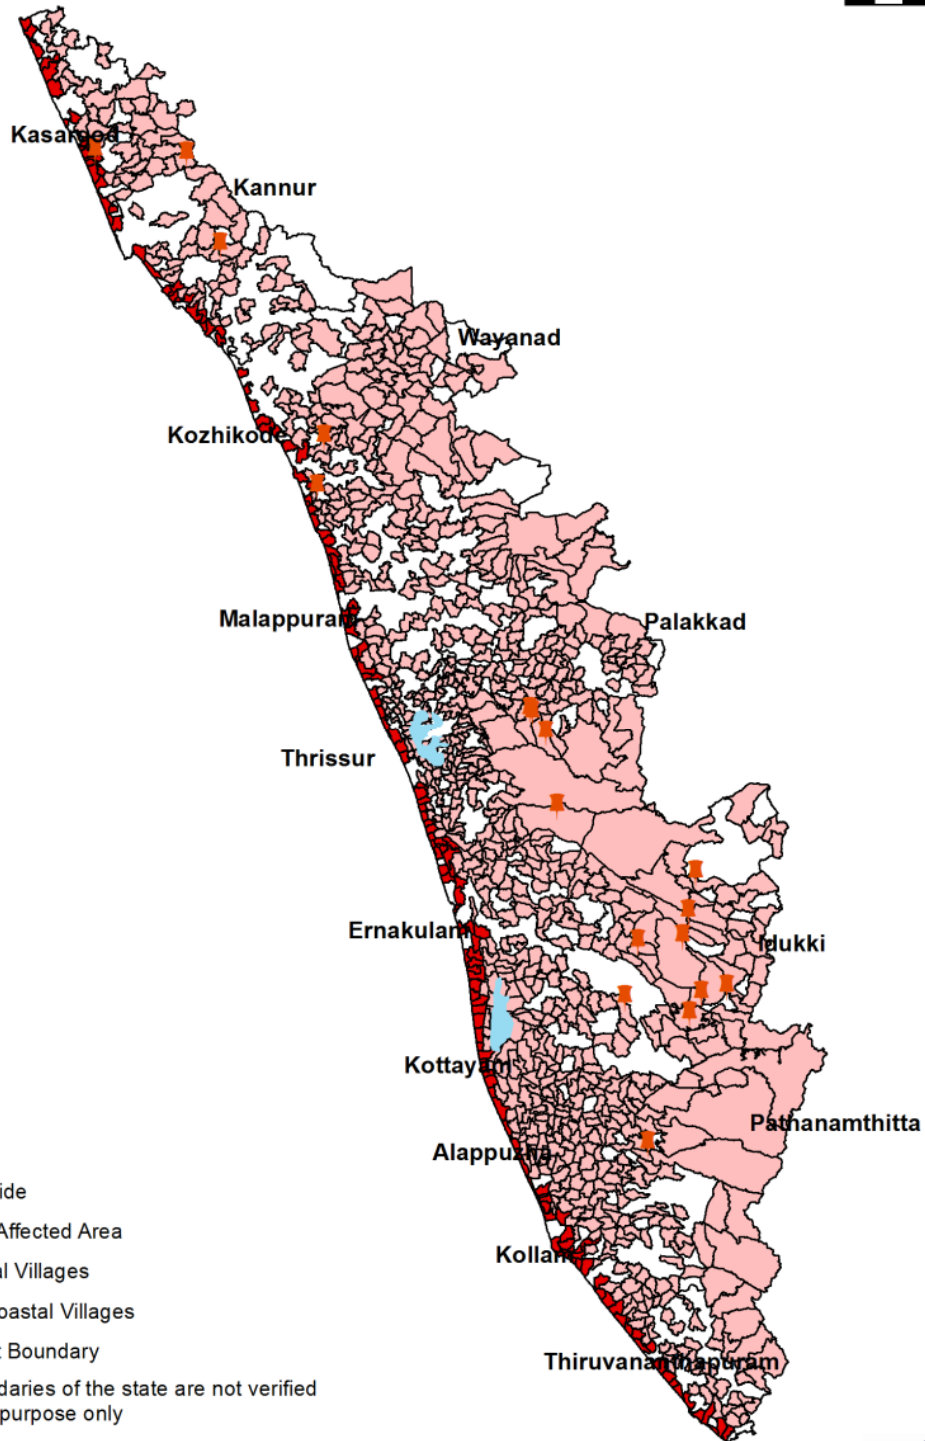 Kasargod
Kannur
Wayanad
Kozhikode
Malappuram
Palakkad
Thrissur
Ernakulam
Idukki
Kottayam
Pathanamthitta
Alappuzha
ide
Affected Area
Kollam
al Villages
oastal Villages
t Boundary
Thiruvananthapuram
daries of the state are not verified
purpose only